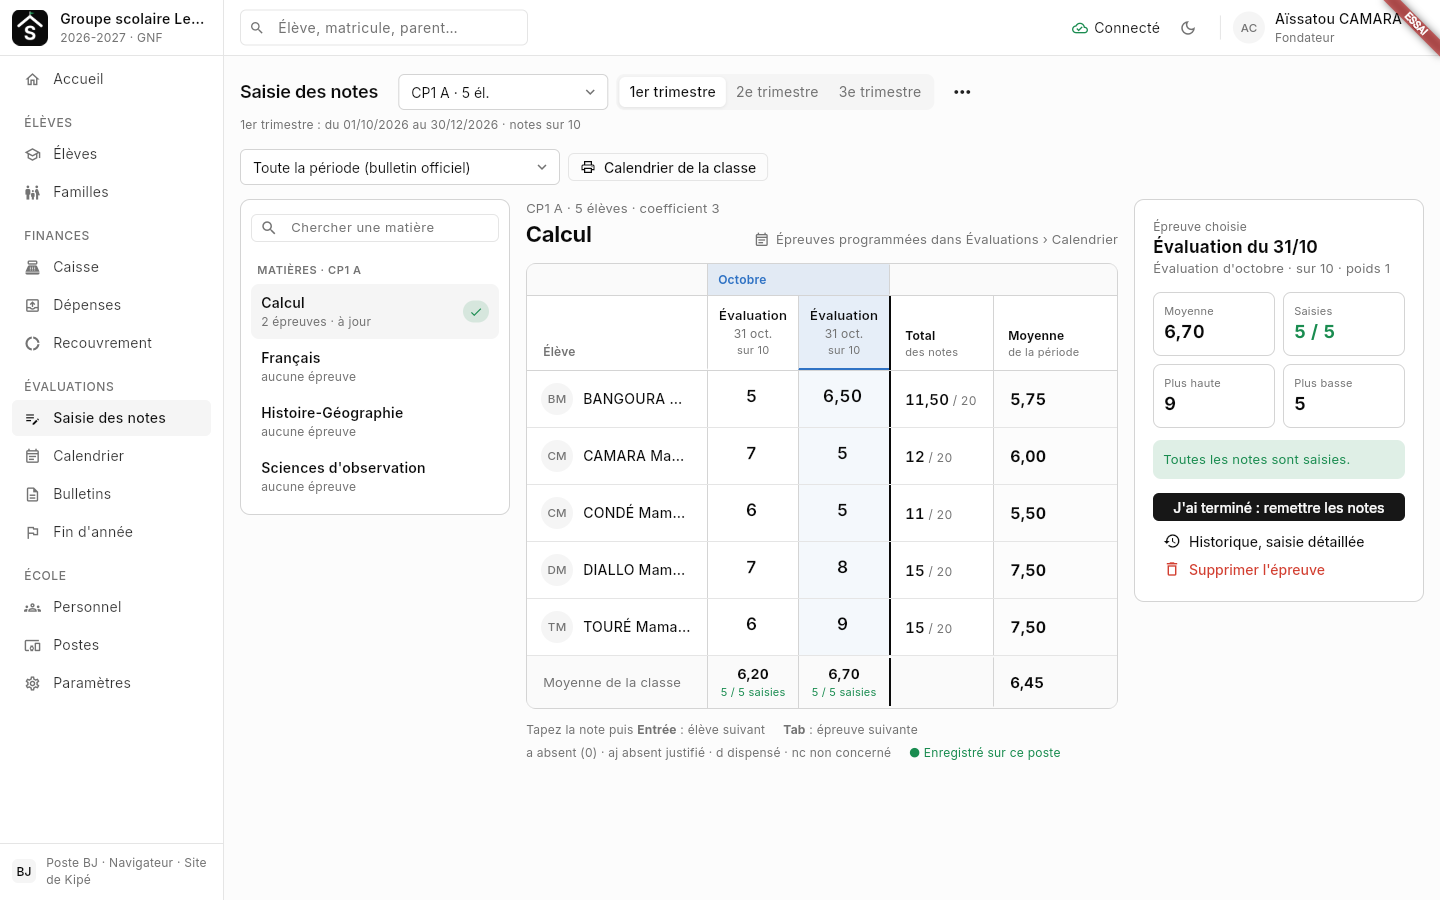 Groupe scolaire Le...
2026-2027 · GNF
Élève, matricule, parent...
Connecté
AC
Aïssatou CAMARA
Fondateur
ESSAI
Accueil
ÉLÈVES
Élèves
Familles
FINANCES
Caisse
Dépenses
Recouvrement
ÉVALUATIONS
Saisie des notes
Calendrier
Bulletins
Fin d'année
ÉCOLE
Personnel
Postes
Paramètres
BJ
Poste BJ · Navigateur · Site
de Kipé
Saisie des notes
CP1 A · 5 él.
1er trimestre 2e trimestre 3e trimestre
1er trimestre : du 01/10/2026 au 30/12/2026 · notes sur 10
Toute la période (bulletin officiel)
Calendrier de la classe
Chercher une matière
MATIÈRES · CP1 A
Calcul
2 épreuves · à jour
Français
aucune épreuve
Histoire-Géographie
aucune épreuve
Sciences d'observation
aucune épreuve
CP1 A · 5 élèves · coefficient 3
Calcul
Épreuves programmées dans Évaluations › Calendrier
Octobre
Élève
Évaluation
31 oct.
sur 10
Évaluation
31 oct.
sur 10
Total
des notes
Moyenne
de la période
BM BANGOURA ... 5 6,50 11,50 / 20 5,75
CM CAMARA Ma... 7 5 12 / 20 6,00
CM CONDÉ Mam... 6 5 11 / 20 5,50
DM DIALLO Mam... 7 8 15 / 20 7,50
TM TOURÉ Mama... 6 9 15 / 20 7,50
Moyenne de la classe 6,20 6,70 6,45
5 / 5 saisies 5 / 5 saisies
Tapez la note puis Entrée : élève suivant Tab : épreuve suivante
a absent (0) · aj absent justifié · d dispensé · nc non concerné Enregistré sur ce poste
Épreuve choisie
Évaluation du 31/10
Évaluation d'octobre · sur 10 · poids 1
Moyenne
6,70
Saisies
5 / 5
Plus haute
9
Plus basse
5
Toutes les notes sont saisies.
J'ai terminé : remettre les notes
Historique, saisie détaillée
Supprimer l'épreuve